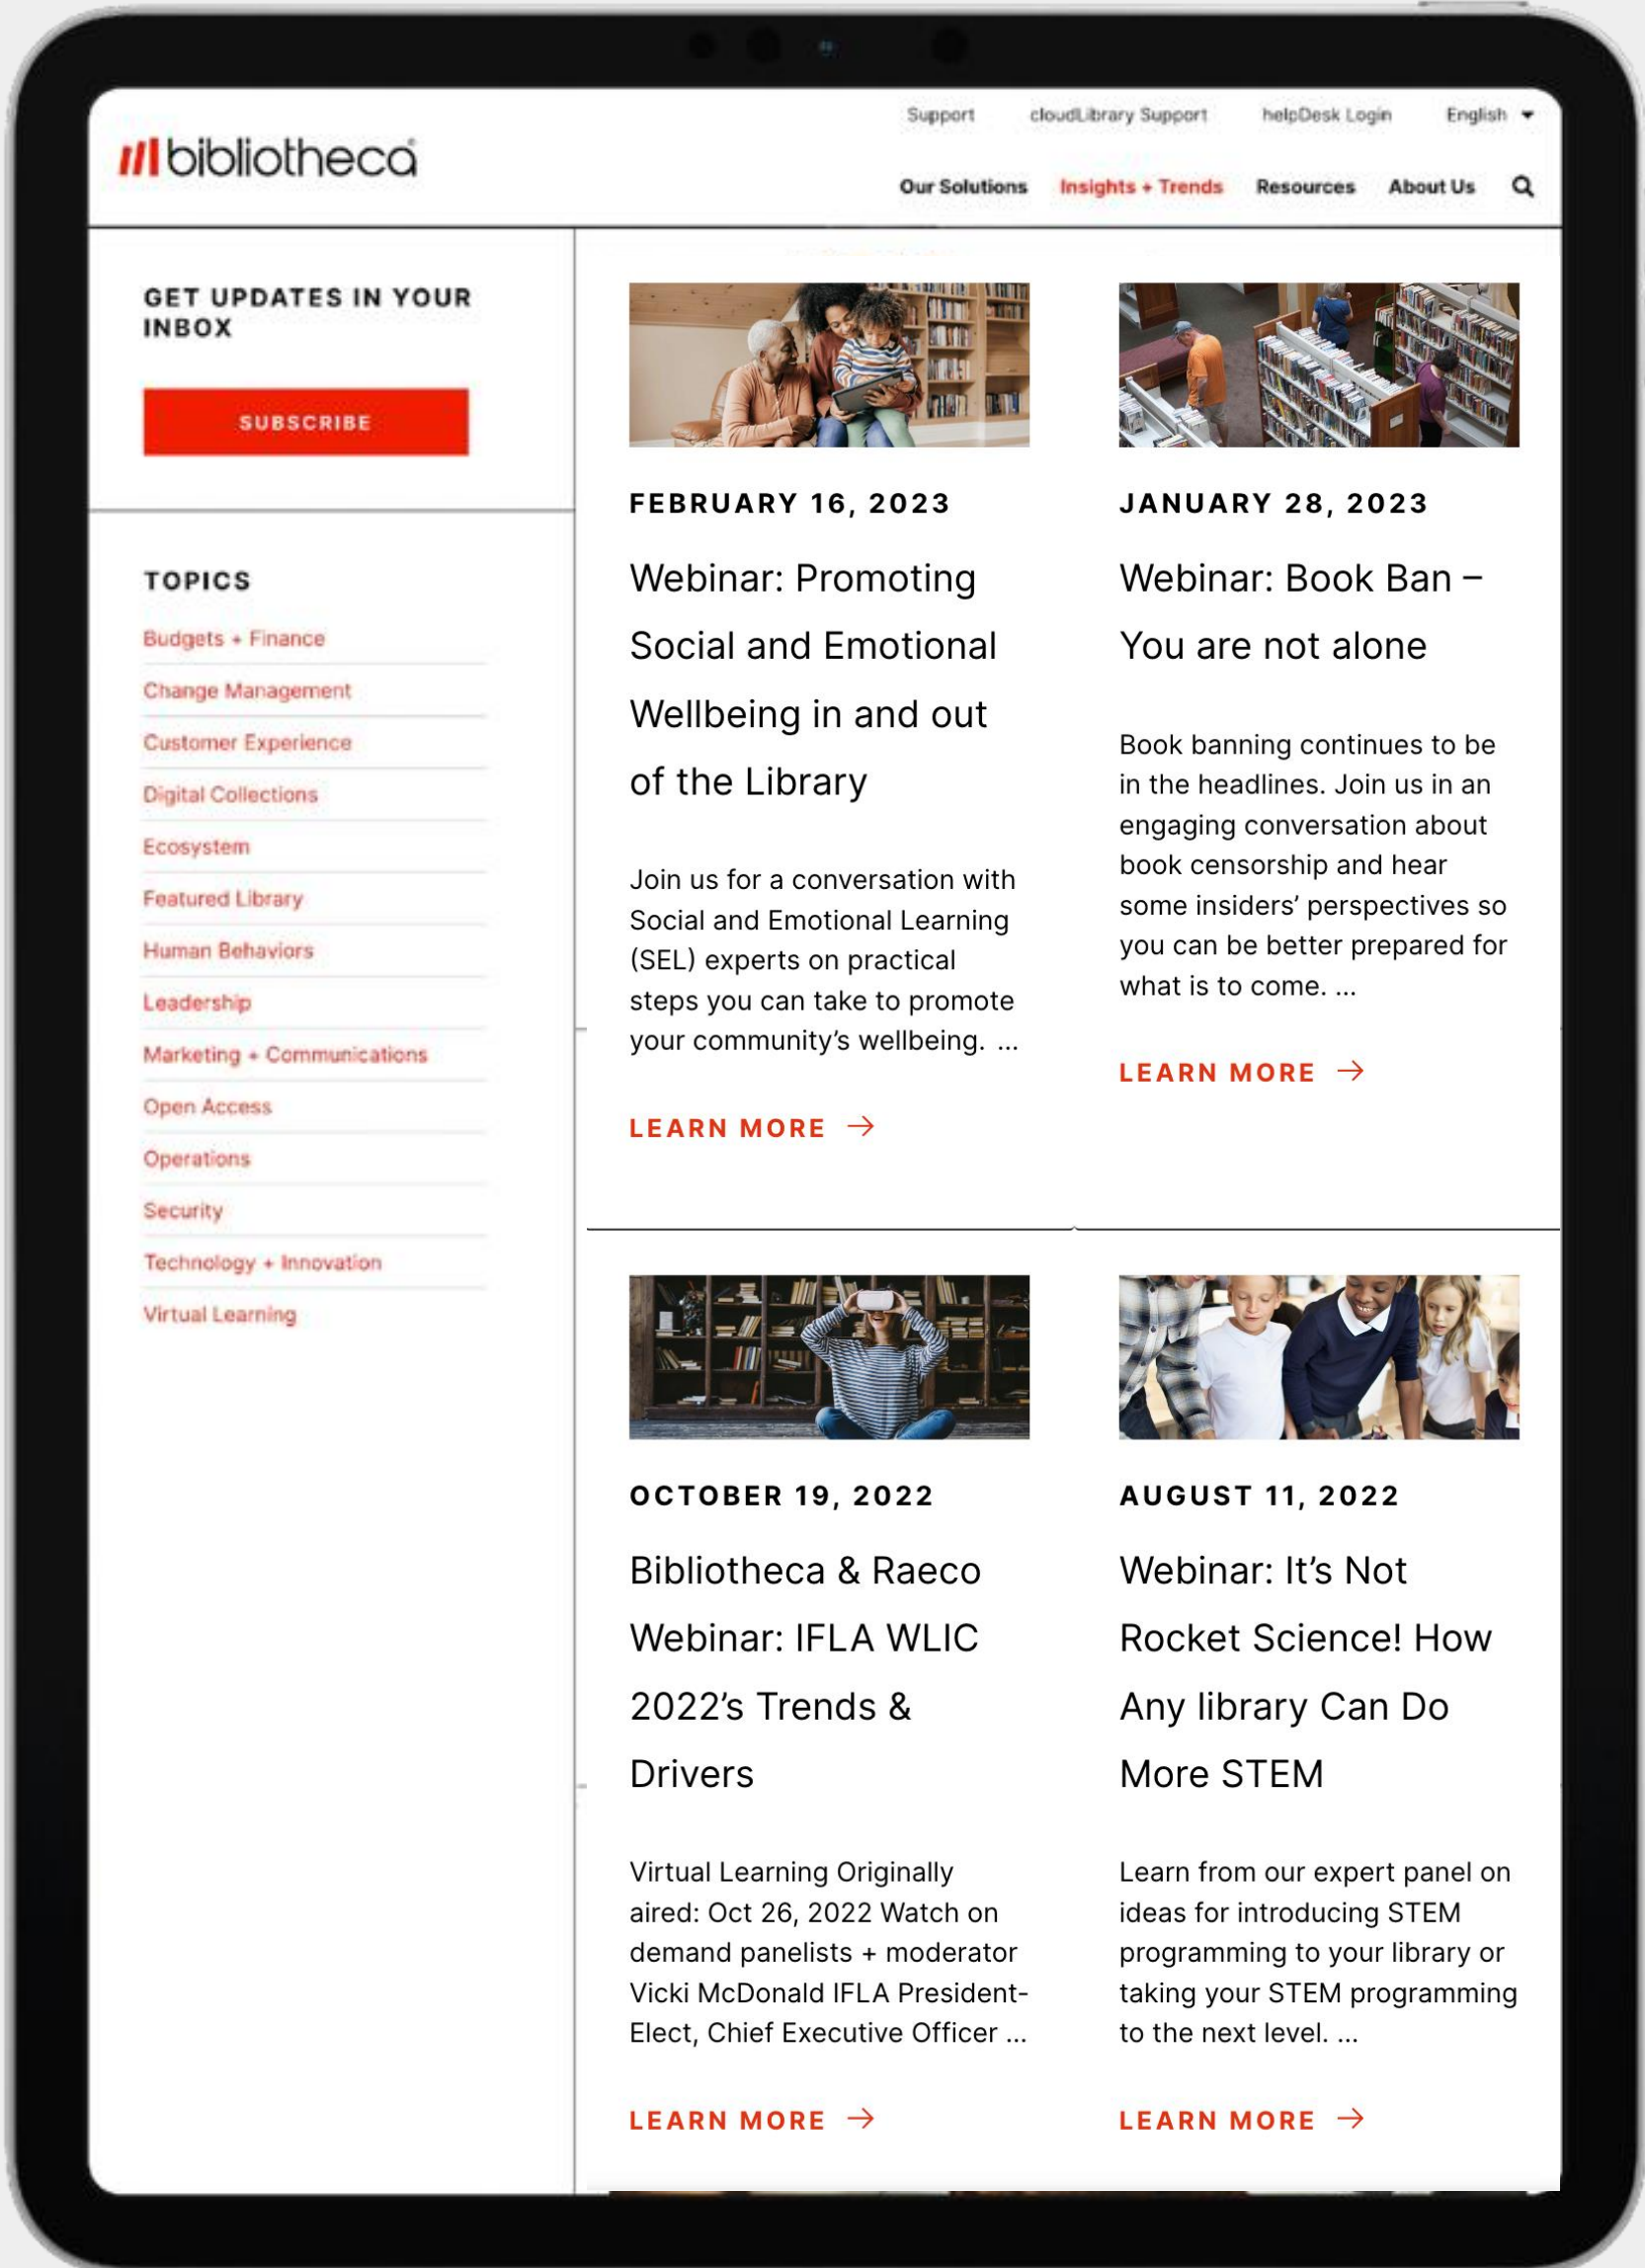 Support cloudLibrary Support helpDesk Login English
bibliotheca
Our Solutions Insights + Trends Resources About Us
GET UPDATES IN YOUR
INBOX
SUBSCRIBE
TOPICS
Budgets + Finance
Change Management
Customer Experience
Digital Collections
Ecosystem
Featured Library
Human Behaviors
Leadership
Marketing + Communications
Open Access
Operations
Security
Technology + Innovation
Virtual Learning
FEBRUARY 16, 2023
Webinar: Promoting
Social and Emotional
Wellbeing in and out
of the Library
Join us for a conversation with
Social and Emotional Learning
(SEL) experts on practical
steps you can take to promote
your community’s wellbeing. ...
LEARN MORE →
JANUARY 28, 2023
Webinar: Book Ban –
You are not alone
Book banning continues to be
in the headlines. Join us in an
engaging conversation about
book censorship and hear
some insiders’ perspectives so
you can be better prepared for
what is to come. ...
LEARN MORE →
OCTOBER 19, 2022
Bibliotheca & Raeco
Webinar: IFLA WLIC
2022’s Trends &
Drivers
Virtual Learning Originally
aired: Oct 26, 2022 Watch on
demand panelists + moderator
Vicki McDonald IFLA President-
Elect, Chief Executive Officer ...
LEARN MORE →
AUGUST 11, 2022
Webinar: It’s Not
Rocket Science! How
Any library Can Do
More STEM
Learn from our expert panel on
ideas for introducing STEM
programming to your library or
taking your STEM programming
to the next level. ...
LEARN MORE →